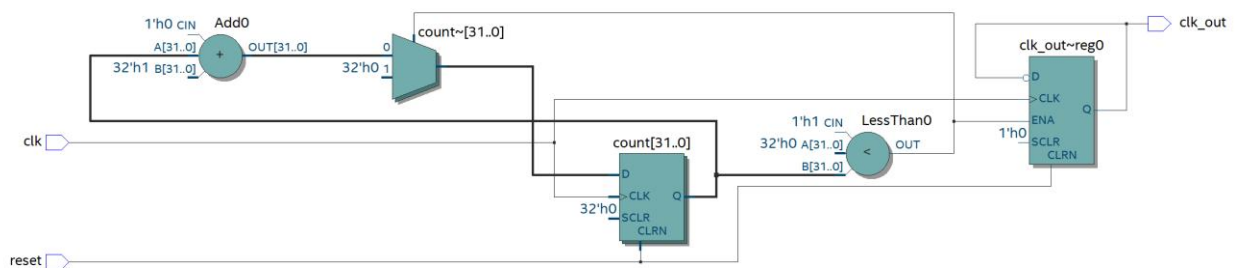 Add0
1'h0 CIN
A[31..0]
OUT[31..0]
32'h1 B[31..0]
+
count~[31..0]
0
32'h0 1
clk
count[31..0]
D
CLK
Q
32'h0 SCLR
CLRN
LessThan0
1'h1 CIN
32'h0 A[31..0]
OUT
B[31..0]
<
clk_out~reg0
D
CLK
Q
ENA
1'h0
SCLR
CLRN
clk_out
reset